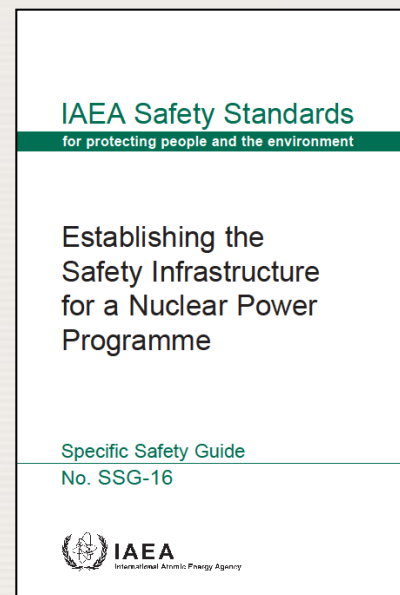 IAEA Safety Standards
for protecting people and the environment
Establishing the
Safety Infrastructure
for a Nuclear Power
Programme
Specific Safety Guide
No. SSG-16
IAEA
International Atomic Energy Agency